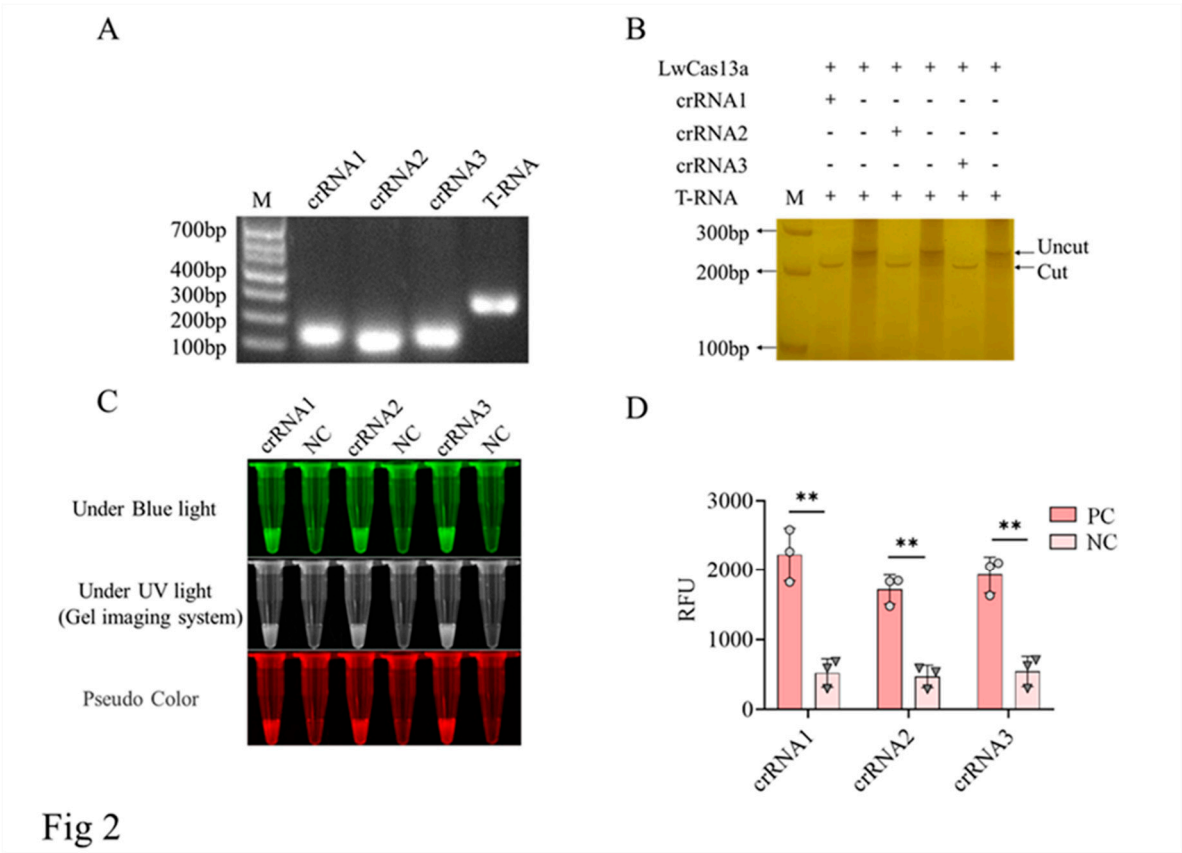 A
crRNA1 crRNA2 crRNA3 T-RNA
M
700bp
400bp
300bp
200bp
100bp
B
LwCas13a + + + + + +
crRNA1 + - - - - -
crRNA2 - - + - - -
crRNA3 - - - - + -
T-RNA M + + + + + +
300bp
Uncut
200bp
Cut
100bp
C
crRNA1 NC crRNA2 NC crRNA3 NC
Under Blue light
Under UV light
(Gel imaging system)
Pseudo Color
D
RFU
3000
2000
1000
0
** ** **
PC
NC
crRNA1 crRNA2 crRNA3
Fig 2